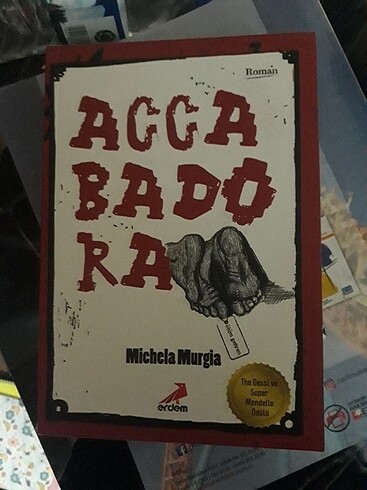 Roman
ACCA
BADO
RA
Michela Murgia
erdem
The Dessì ve
Super
Mondello
Ödülü